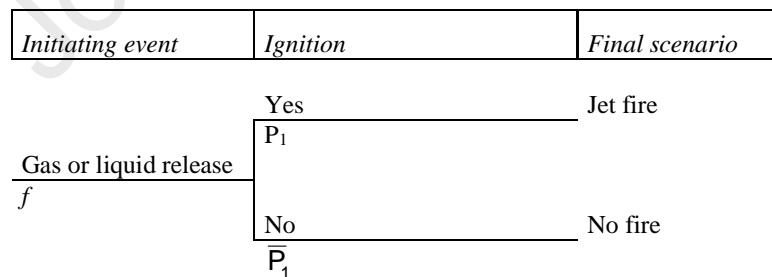 Initiating event Ignition Final scenario
Yes Jet fire
P₁
Gas or liquid release
f
No No fire
P̅₁